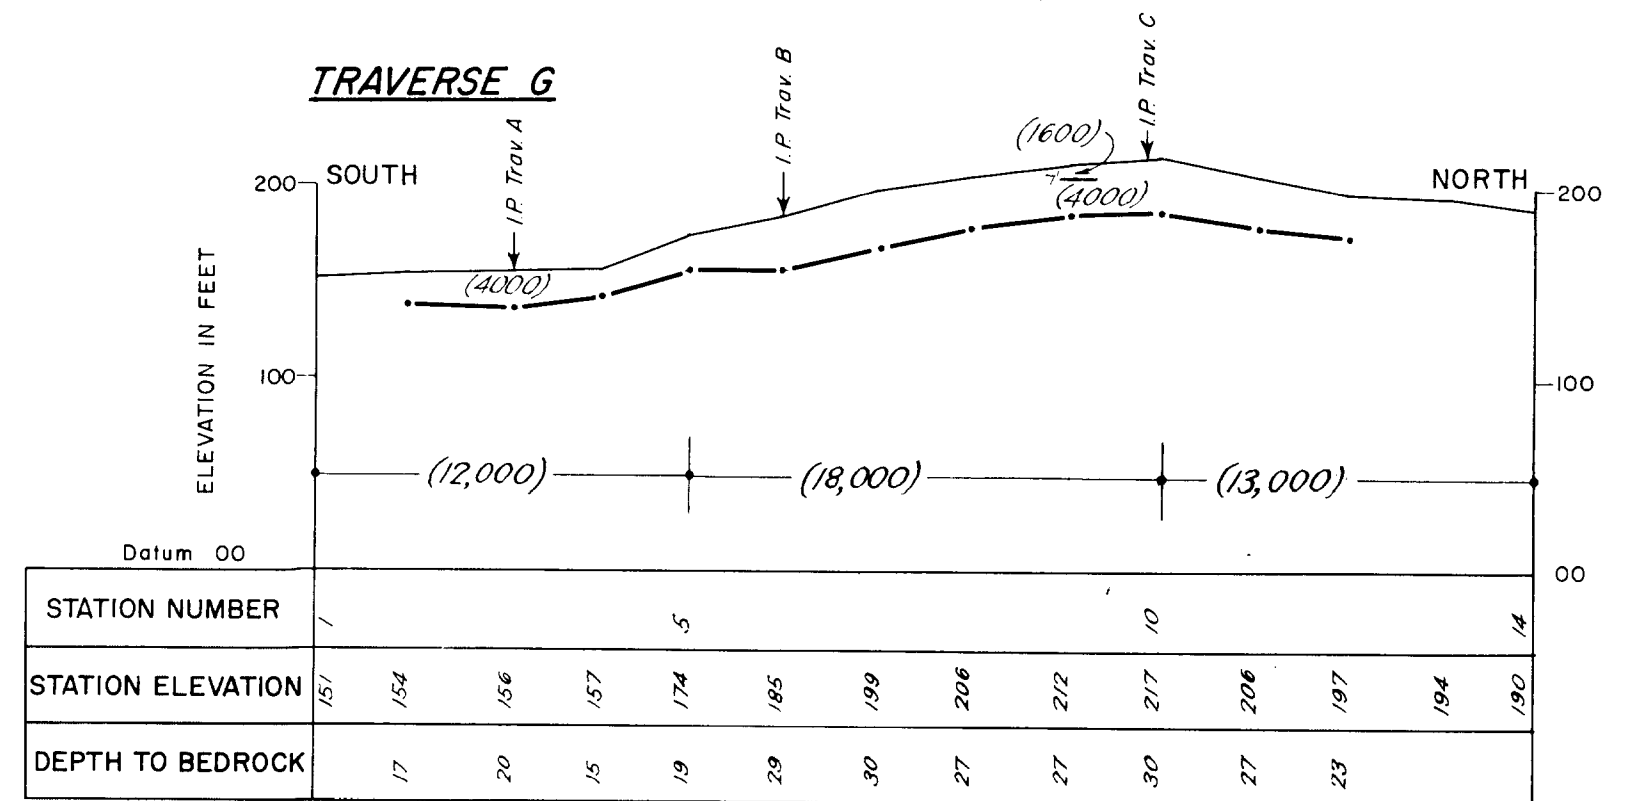 TRAVERSE G
I.P. Trav. A
I.P. Trav. B
I.P. Trav. C
(1600)
(4000)
(4000)
SOUTH
NORTH
200
200
100
100
ELEVATION IN FEET
(12,000) (18,000) (13,000)
Datum 00
00
STATION NUMBER 1 5 10 14
STATION ELEVATION 151 154 156 157 174 185 199 206 212 217 206 197 194 190
DEPTH TO BEDROCK 17 20 15 19 29 30 27 27 30 27 23